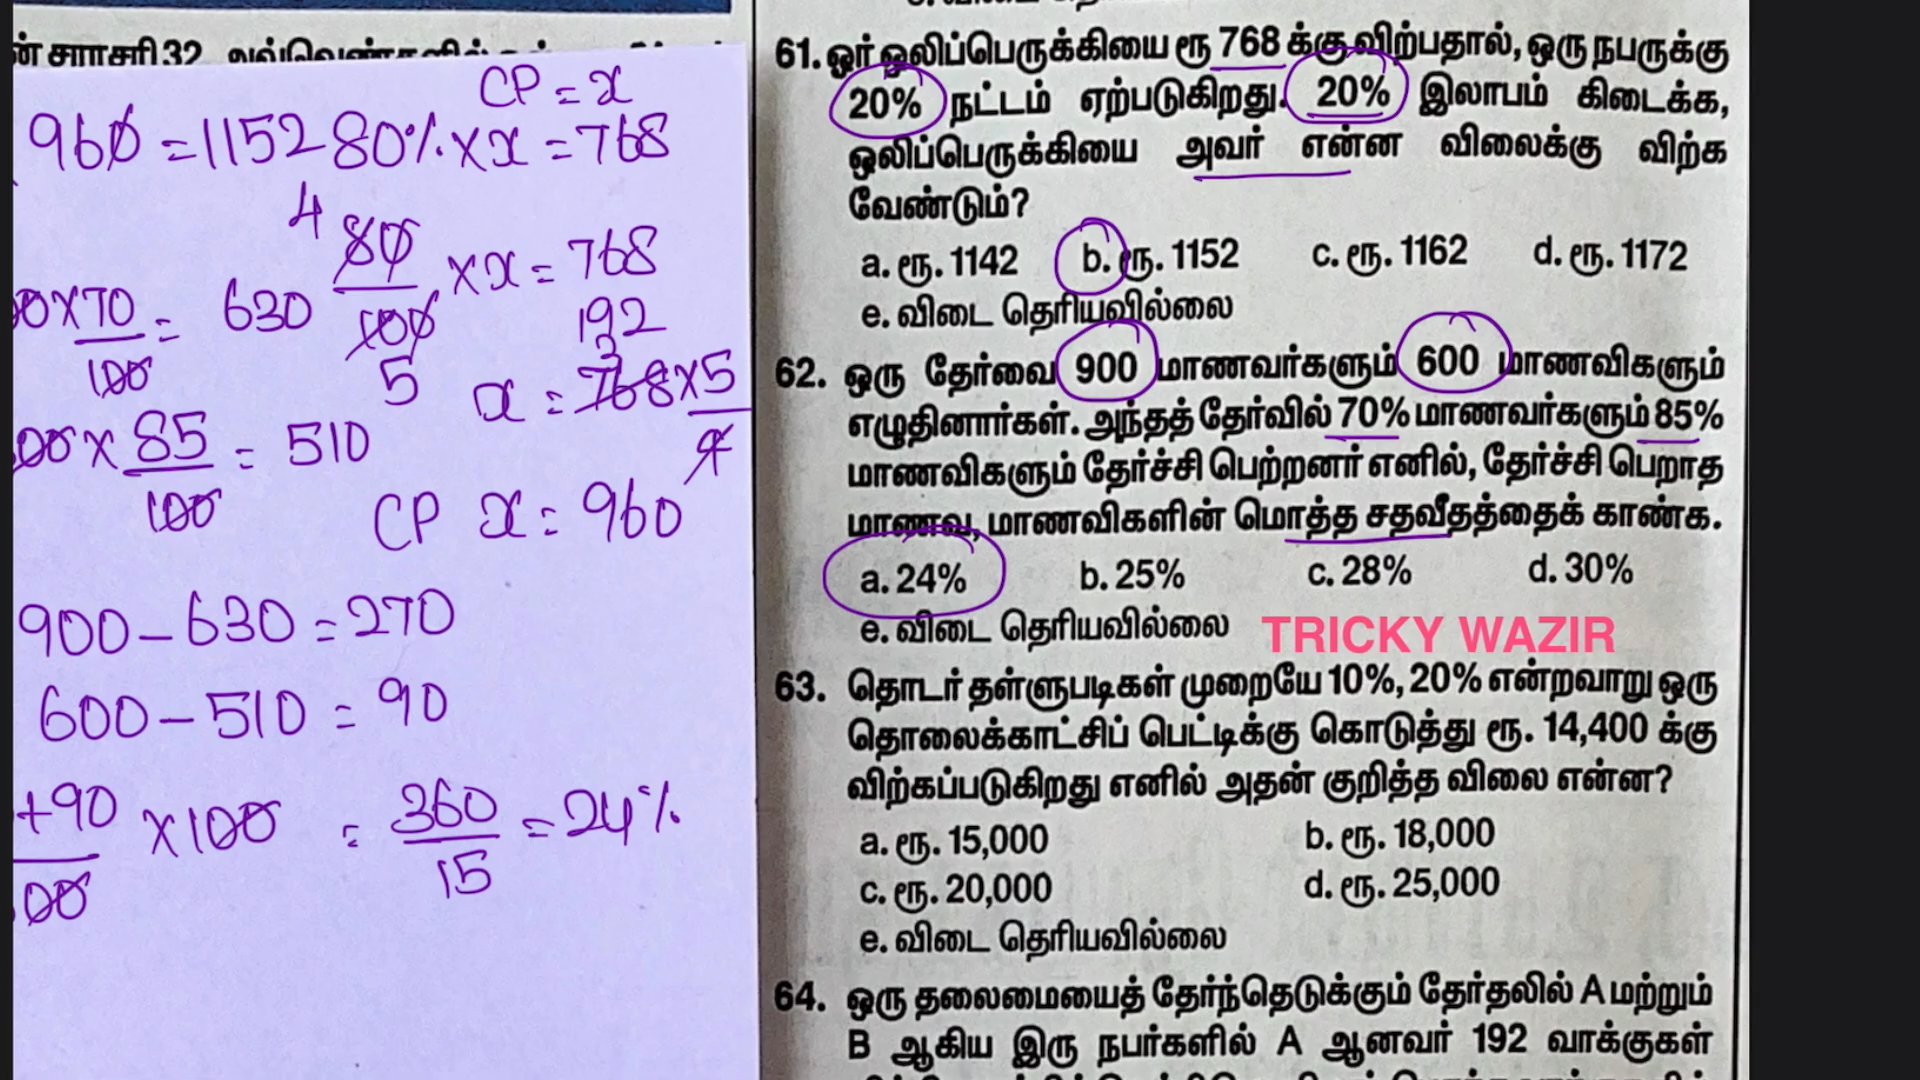 ன் சராசரி 32
CP = x
960 = 1152 80% × x = 768
4 80/100 × x = 768
5 192
0×70/100 = 630
x = 768×5/4
00×85/100 = 510
CP x = 960
900 – 630 = 270
600 – 510 = 90
+90/00 × 100 = 360/15 = 24%
61. ஓர் ஒலிப்பெருக்கியை ரூ 768 க்கு விற்பதால், ஒரு நபருக்கு
20% நட்டம் ஏற்படுகிறது. 20% இலாபம் கிடைக்க,
ஒலிப்பெருக்கியை அவர் என்ன விலைக்கு விற்க
வேண்டும்?
a. ரூ. 1142 b. ரூ. 1152 c. ரூ. 1162 d. ரூ. 1172
e. விடை தெரியவில்லை
62. ஒரு தேர்வை 900 மாணவர்களும் 600 மாணவிகளும்
எழுதினார்கள். அந்தத் தேர்வில் 70% மாணவர்களும் 85%
மாணவிகளும் தேர்ச்சி பெற்றனர் எனில், தேர்ச்சி பெறாத
மாணவ, மாணவிகளின் மொத்த சதவீதத்தைக் காண்க.
a. 24% b. 25% c. 28% d. 30%
e. விடை தெரியவில்லை TRICKY WAZIR
63. தொடர் தள்ளுபடிகள் முறையே 10%, 20% என்றவாறு ஒரு
தொலைக்காட்சிப் பெட்டிக்கு கொடுத்து ரூ. 14,400 க்கு
விற்கப்படுகிறது எனில் அதன் குறித்த விலை என்ன?
a. ரூ. 15,000 b. ரூ. 18,000
c. ரூ. 20,000 d. ரூ. 25,000
e. விடை தெரியவில்லை
64. ஒரு தலைமையைத் தேர்ந்தெடுக்கும் தேர்தலில் A மற்றும்
B ஆகிய இரு நபர்களில் A ஆனவர் 192 வாக்குகள்